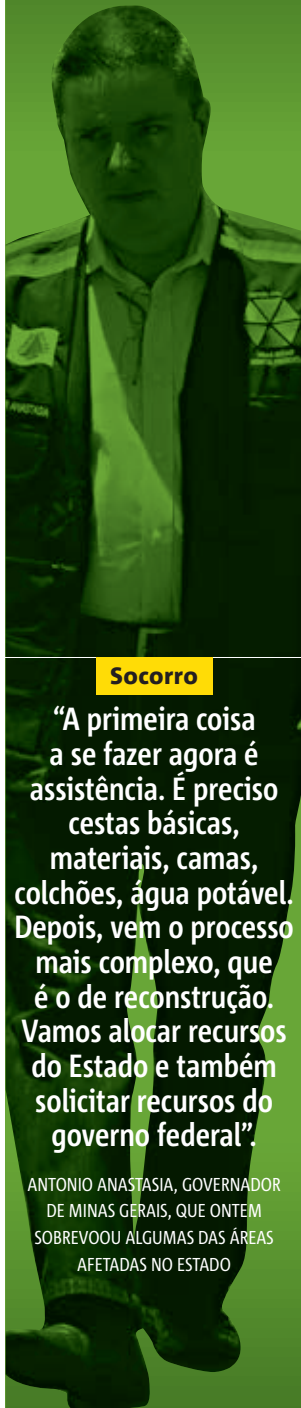 Socorro
“A primeira coisa
a se fazer agora é
assistência. É preciso
cestas básicas,
materiais, camas,
colchões, água potável.
Depois, vem o processo
mais complexo, que
é o de reconstrução.
Vamos alocar recursos
do Estado e também
solicitar recursos do
governo federal”.
ANTONIO ANASTASIA, GOVERNADOR
DE MINAS GERAIS, QUE ONTEM
SOBREVOOU ALGUMAS DAS ÁREAS
AFETADAS NO ESTADO